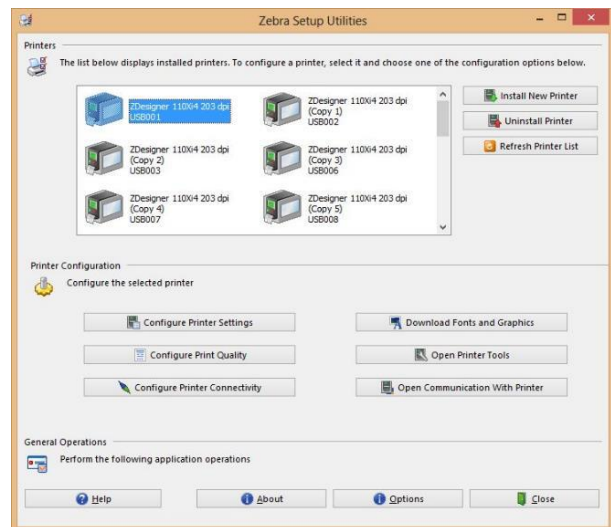 Zebra Setup Utilities
Printers
The list below displays installed printers. To configure a printer, select it and choose one of the configuration options below.
ZDesigner 110Xi4 203 dpi
USB001
ZDesigner 110Xi4 203 dpi
(Copy 1)
USB002
ZDesigner 110Xi4 203 dpi
(Copy 2)
USB003
ZDesigner 110Xi4 203 dpi
(Copy 3)
USB006
ZDesigner 110Xi4 203 dpi
(Copy 4)
USB007
ZDesigner 110Xi4 203 dpi
(Copy 5)
USB008
Install New Printer
Uninstall Printer
Refresh Printer List
Printer Configuration
Configure the selected printer
Configure Printer Settings
Download Fonts and Graphics
Configure Print Quality
Open Printer Tools
Configure Printer Connectivity
Open Communication With Printer
General Operations
Perform the following application operations
Help
About
Options
Close